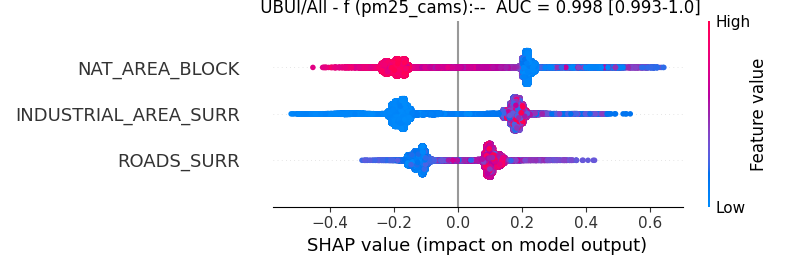 UBUI/All - f (pm25_cams):-- AUC = 0.998 [0.993-1.0]
High
NAT_AREA_BLOCK
INDUSTRIAL_AREA_SURR
ROADS_SURR
Feature value
Low
−0.4 −0.2 0.0 0.2 0.4 0.6
SHAP value (impact on model output)